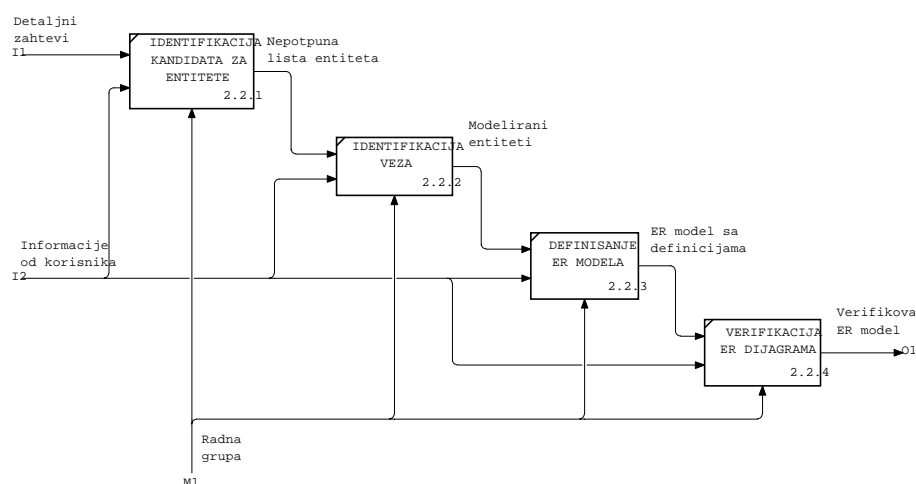 Detaljni
zahtevi
I1
IDENTIFIKACIJA
KANDIDATA ZA
ENTITETE
2.2.1
Nepotpuna
lista entiteta
IDENTIFIKACIJA
VEZA
2.2.2
Modelirani
entiteti
Informacije
od korisnika
I2
DEFINISANJE
ER MODELA
2.2.3
ER model sa
definicijama
VERIFIKACIJA
ER DIJAGRAMA
2.2.4
Verifikova
ER model
O1
Radna
grupa
M1